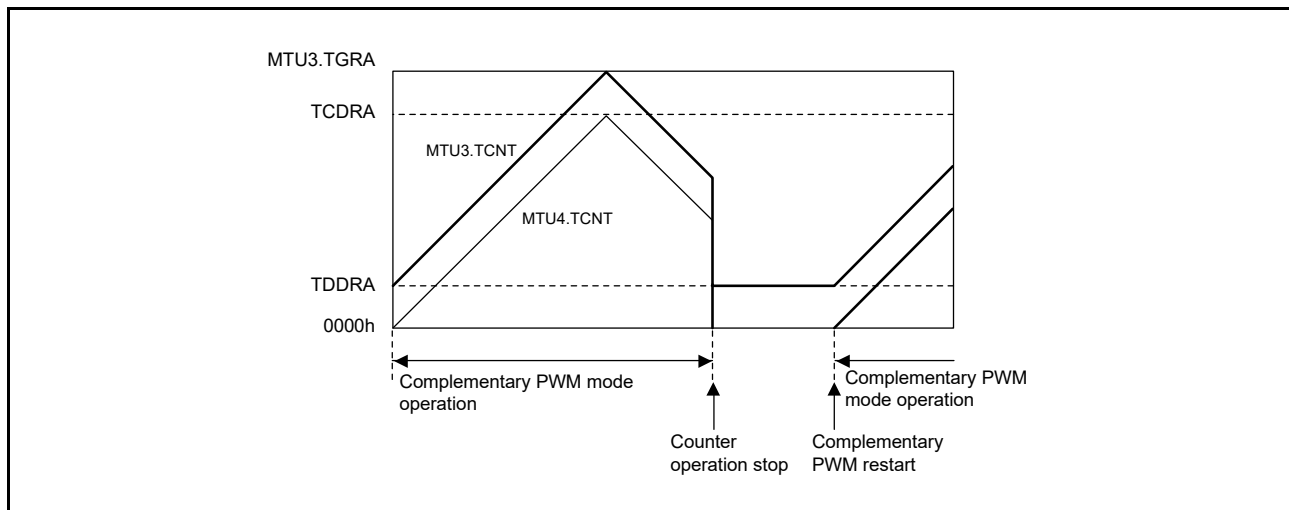 MTU3.TGRA
TCDRA
MTU3.TCNT
MTU4.TCNT
TDDRA
0000h
Complementary PWM mode
operation
Complementary PWM
mode operation
Counter
operation stop
Complementary
PWM restart